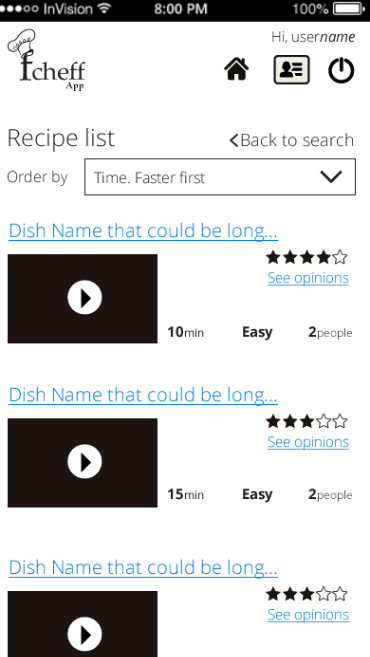 InVision 8:00 PM 100%
Hi, username
fcheff
App
Recipe list
Back to search
Order by
Time. Faster first
Dish Name that could be long...
See opinions
10min Easy 2people
Dish Name that could be long...
See opinions
15min Easy 2people
Dish Name that could be long...
See opinions